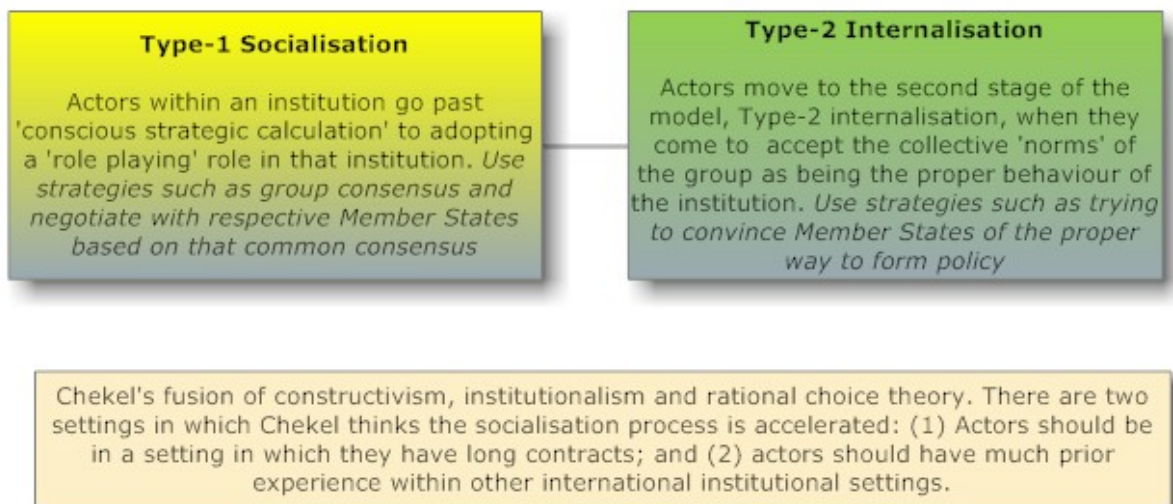 Type-1 Socialisation
Actors within an institution go past
'conscious strategic calculation' to adopting
a 'role playing' role in that institution. Use
strategies such as group consensus and
negotiate with respective Member States
based on that common consensus
Type-2 Internalisation
Actors move to the second stage of the
model, Type-2 internalisation, when they
come to accept the collective 'norms' of
the group as being the proper behaviour of
the institution. Use strategies such as trying
to convince Member States of the proper
way to form policy
Chekel's fusion of constructivism, institutionalism and rational choice theory. There are two
settings in which Chekel thinks the socialisation process is accelerated: (1) Actors should be
in a setting in which they have long contracts; and (2) actors should have much prior
experience within other international institutional settings.